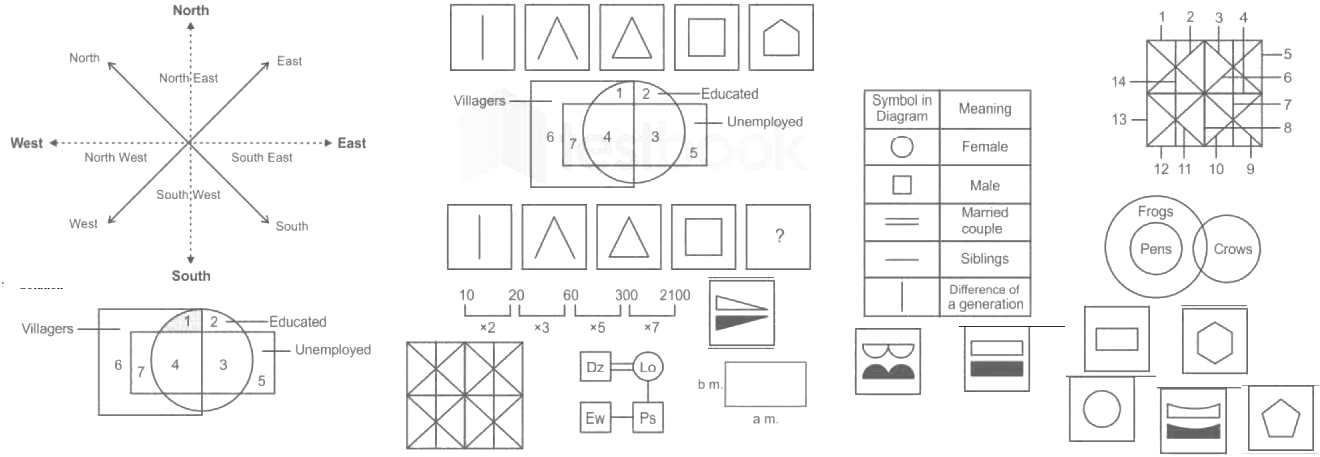 North
North
East
North East
West
East
North West
South East
South West
West
South
South
Villagers
1
2
Educated
Unemployed
6
7
4
3
5
testbook
Villagers
1
2
Educated
Unemployed
6
7
4
3
5
?
10 20 60 300 2100
×2 ×3 ×5 ×7
Dz
Lo
Ew
Ps
b m.
a m.
Symbol in Diagram
Meaning
Female
Male
Married couple
Siblings
Difference of a generation
1 2 3 4
5
6
14
7
13
8
12 11 10 9
Frogs
Pens
Crows